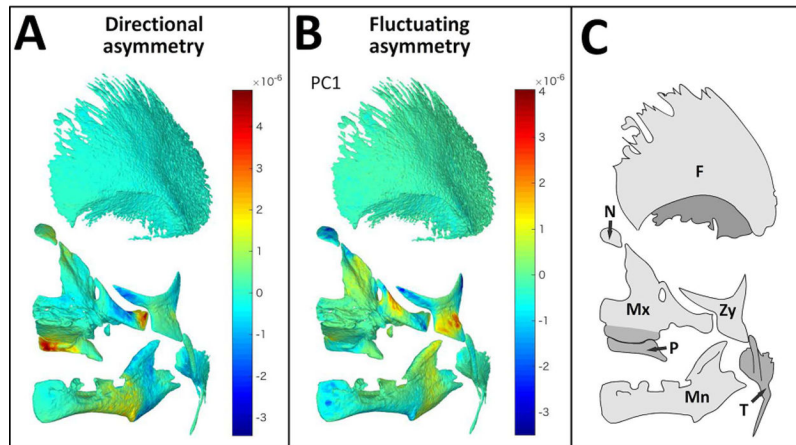 A
Directional
asymmetry
×10⁻⁶
4
3
2
1
0
-1
-2
-3
B
Fluctuating
asymmetry
PC1
×10⁻⁶
4
3
2
1
0
-1
-2
-3
C
F
N
Mx
Zy
P
Mn
T